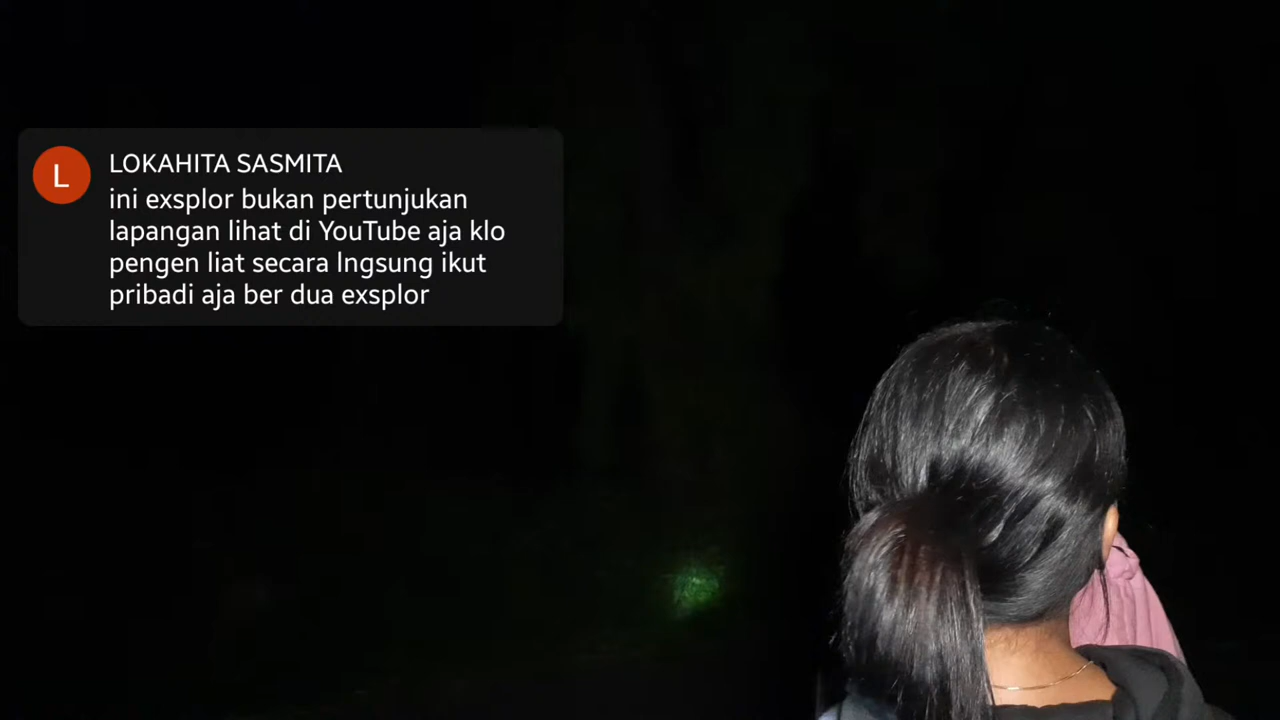 L
LOKAHITA SASMITA
ini exsplor bukan pertunjukan
lapangan lihat di YouTube aja klo
pengen liat secara lngsung ikut
pribadi aja ber dua exsplor